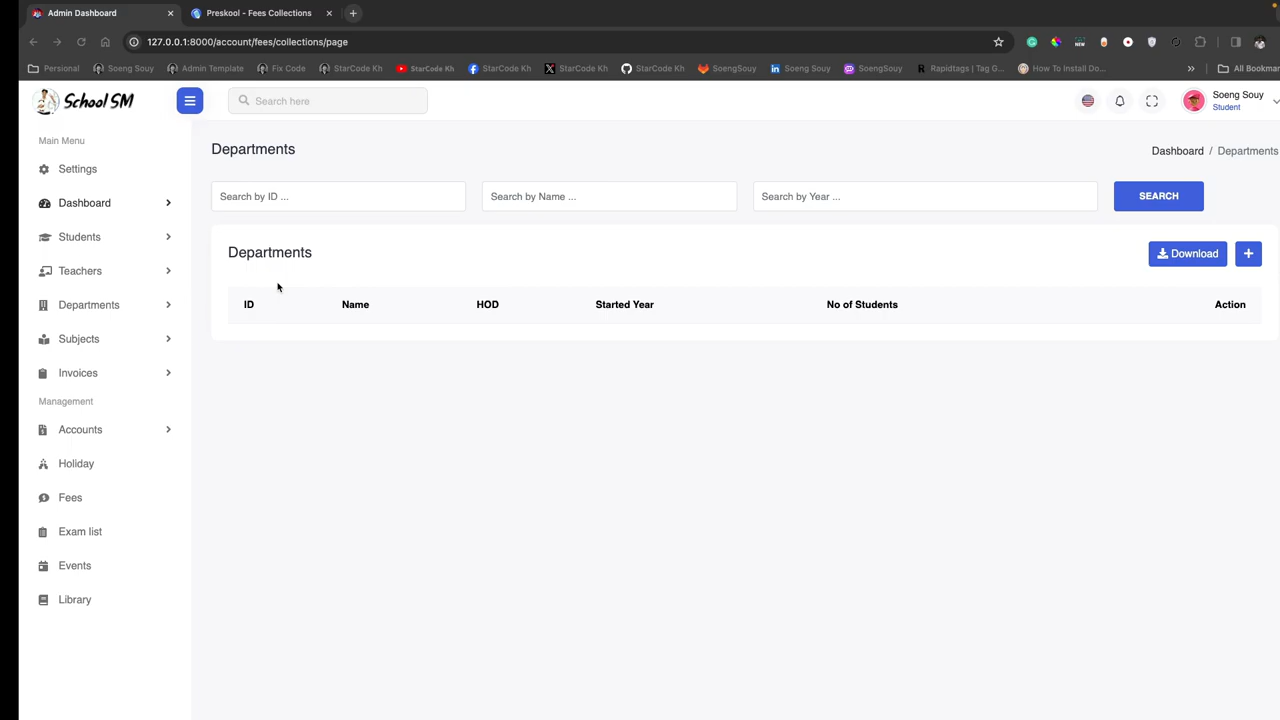 Admin Dashboard
Preskool - Fees Collections
127.0.0.1:8000/account/fees/collections/page
Personal
Soeng Souy
Admin Template
Fix Code
StarCode Kh
StarCode Kh
StarCode Kh
StarCode Kh
StarCode Kh
SoengSouy
Soeng Souy
SoengSouy
Rapidtags | Tag G...
How To Install Do...
All Bookmar
School SM
Search here
Soeng Souy
Student
Main Menu
Settings
Dashboard
Students
Teachers
Departments
Subjects
Invoices
Management
Accounts
Holiday
Fees
Exam list
Events
Library
Departments
Dashboard / Departments
Search by ID ...
Search by Name ...
Search by Year ...
SEARCH
Departments
Download
ID Name HOD Started Year No of Students Action